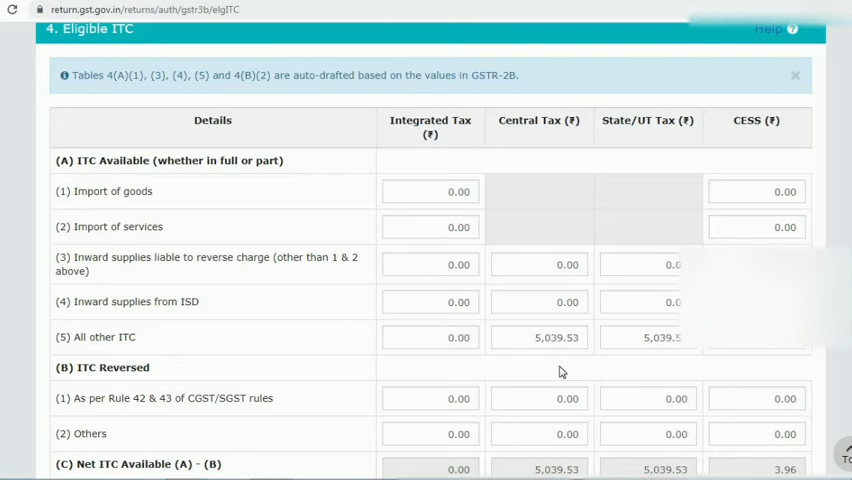 return.gst.gov.in/returns/auth/gstr3b/elgITC
4. Eligible ITC
Help
Tables 4(A)(1), (3), (4), (5) and 4(B)(2) are auto-drafted based on the values in GSTR-2B.
Details Integrated Tax (₹) Central Tax (₹) State/UT Tax (₹) CESS (₹)
(A) ITC Available (whether in full or part)
(1) Import of goods 0.00 0.00
(2) Import of services 0.00 0.00
(3) Inward supplies liable to reverse charge (other than 1 & 2 above) 0.00 0.00
(4) Inward supplies from ISD 0.00 0.00
(5) All other ITC 0.00 5,039.53
(B) ITC Reversed
(1) As per Rule 42 & 43 of CGST/SGST rules 0.00 0.00 0.00 0.00
(2) Others 0.00 0.00 0.00 0.00
(C) Net ITC Available (A) - (B) 0.00 5,039.53 5,039.53 3.96